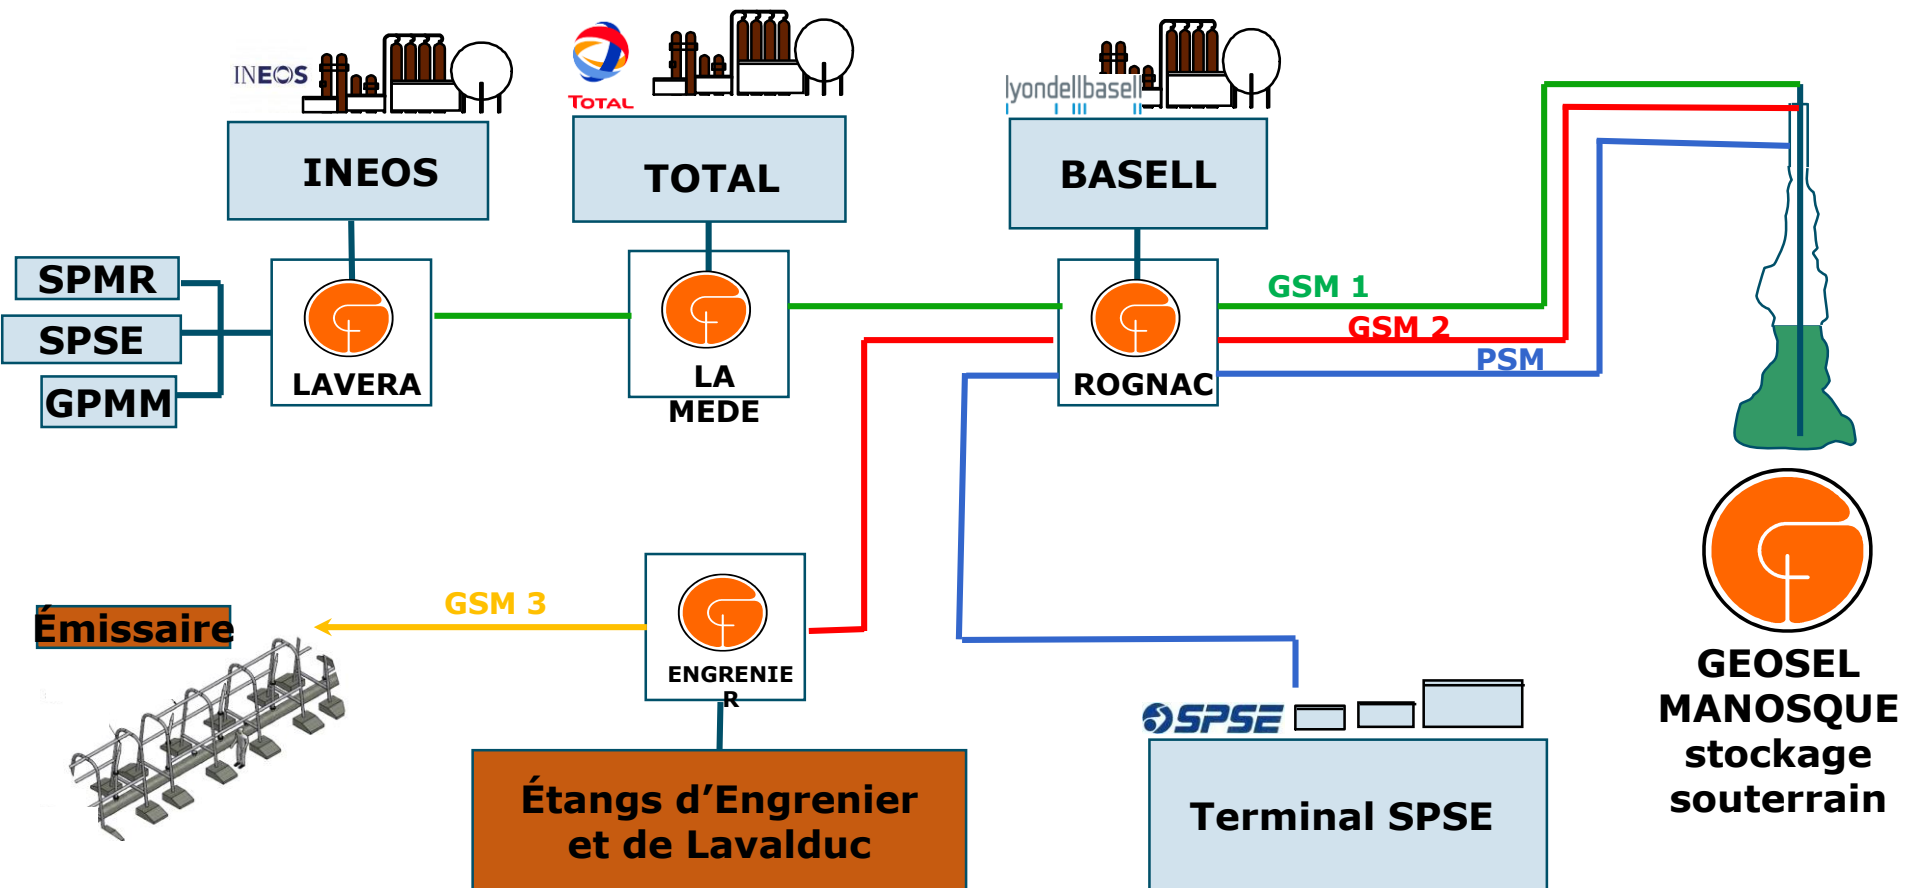 INEOS
TOTAL
lyondellbasell
INEOS
TOTAL
BASELL
SPMR
SPSE
GPMM
LAVERA
LA
MEDE
ROGNAC
GSM 1
GSM 2
PSM
Émissaire
GSM 3
ENGRENIE
R
Étangs d’Engrenier
et de Lavalduc
SPSE
Terminal SPSE
GEOSEL
MANOSQUE
stockage
souterrain